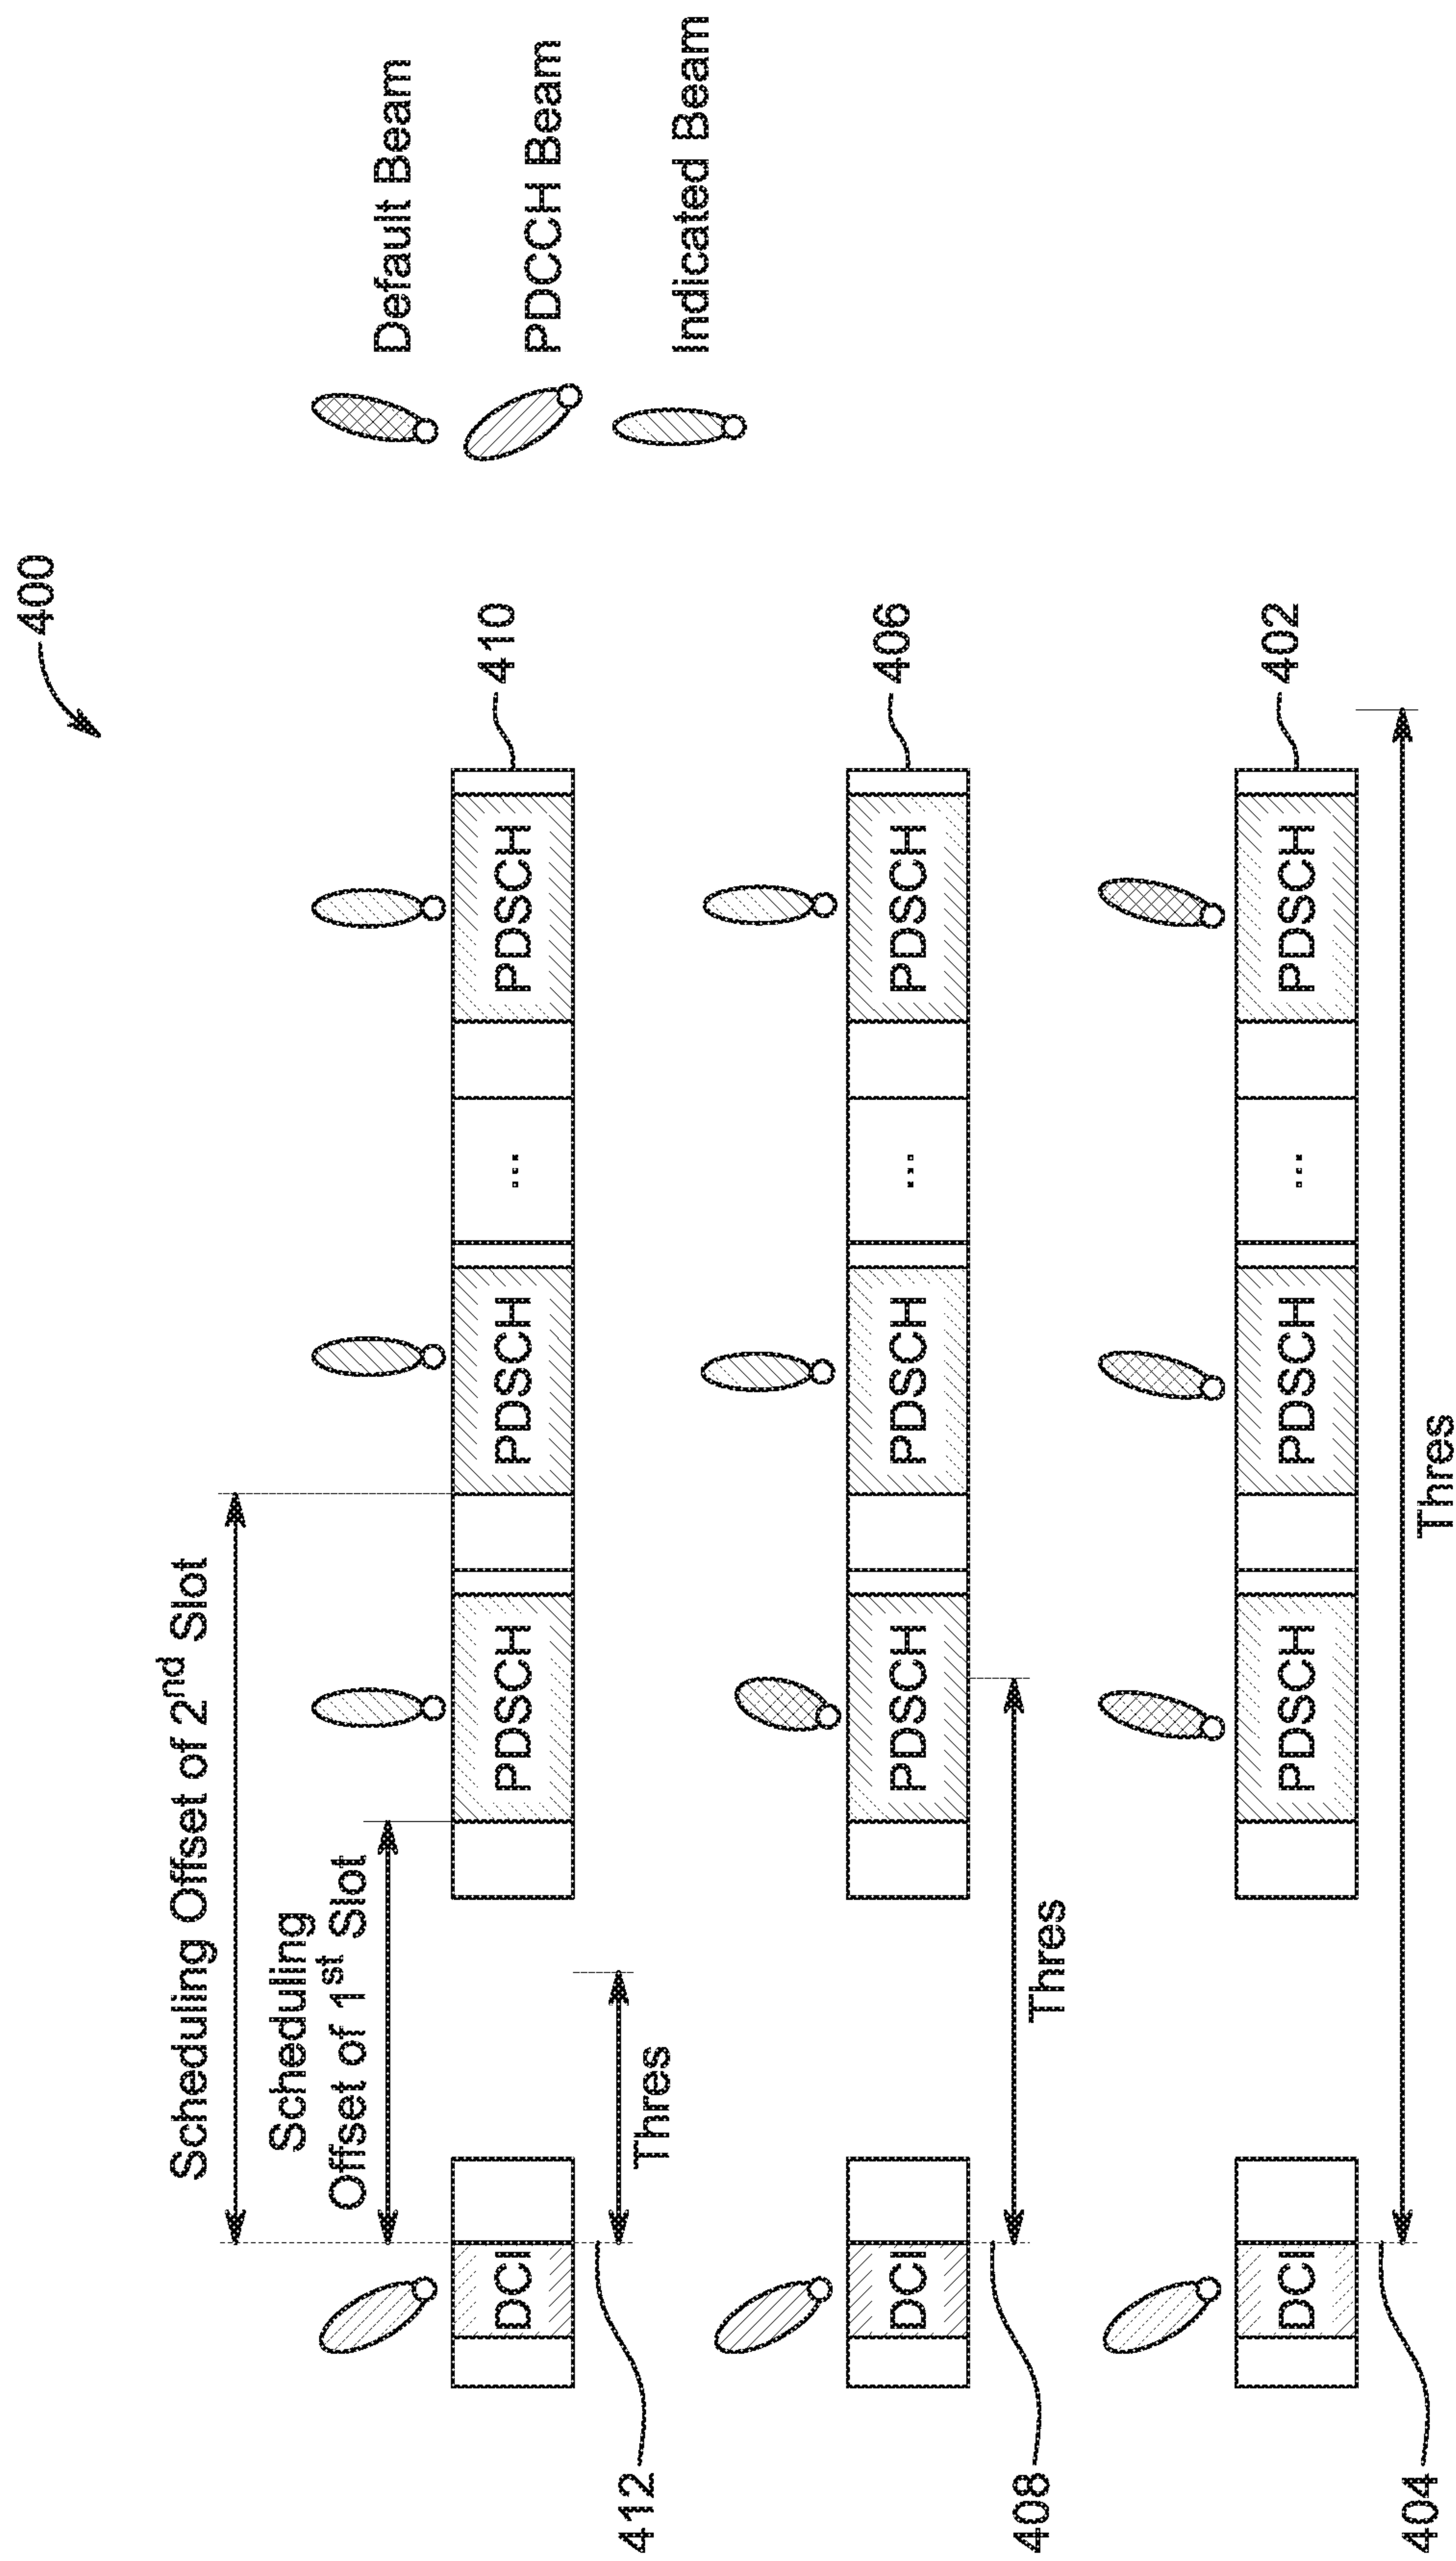 400
Scheduling Offset of 2nd Slot
Scheduling
Offset of 1st Slot
Default Beam
PDCCH Beam
Indicated Beam
DCI
PDSCH
PDSCH
...
PDSCH
410
412
Thres
DCI
PDSCH
PDSCH
...
PDSCH
406
408
Thres
DCI
PDSCH
PDSCH
...
PDSCH
402
404
Thres